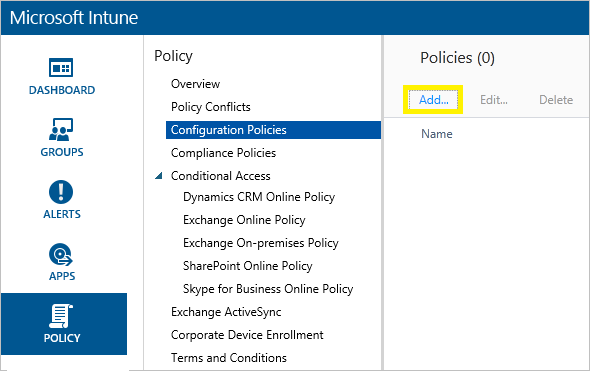 Microsoft Intune
DASHBOARD
GROUPS
ALERTS
APPS
POLICY
Policy
Overview
Policy Conflicts
Configuration Policies
Compliance Policies
Conditional Access
Dynamics CRM Online Policy
Exchange Online Policy
Exchange On-premises Policy
SharePoint Online Policy
Skype for Business Online Policy
Exchange ActiveSync
Corporate Device Enrollment
Terms and Conditions
Policies (0)
Add... Edit... Delete
Name